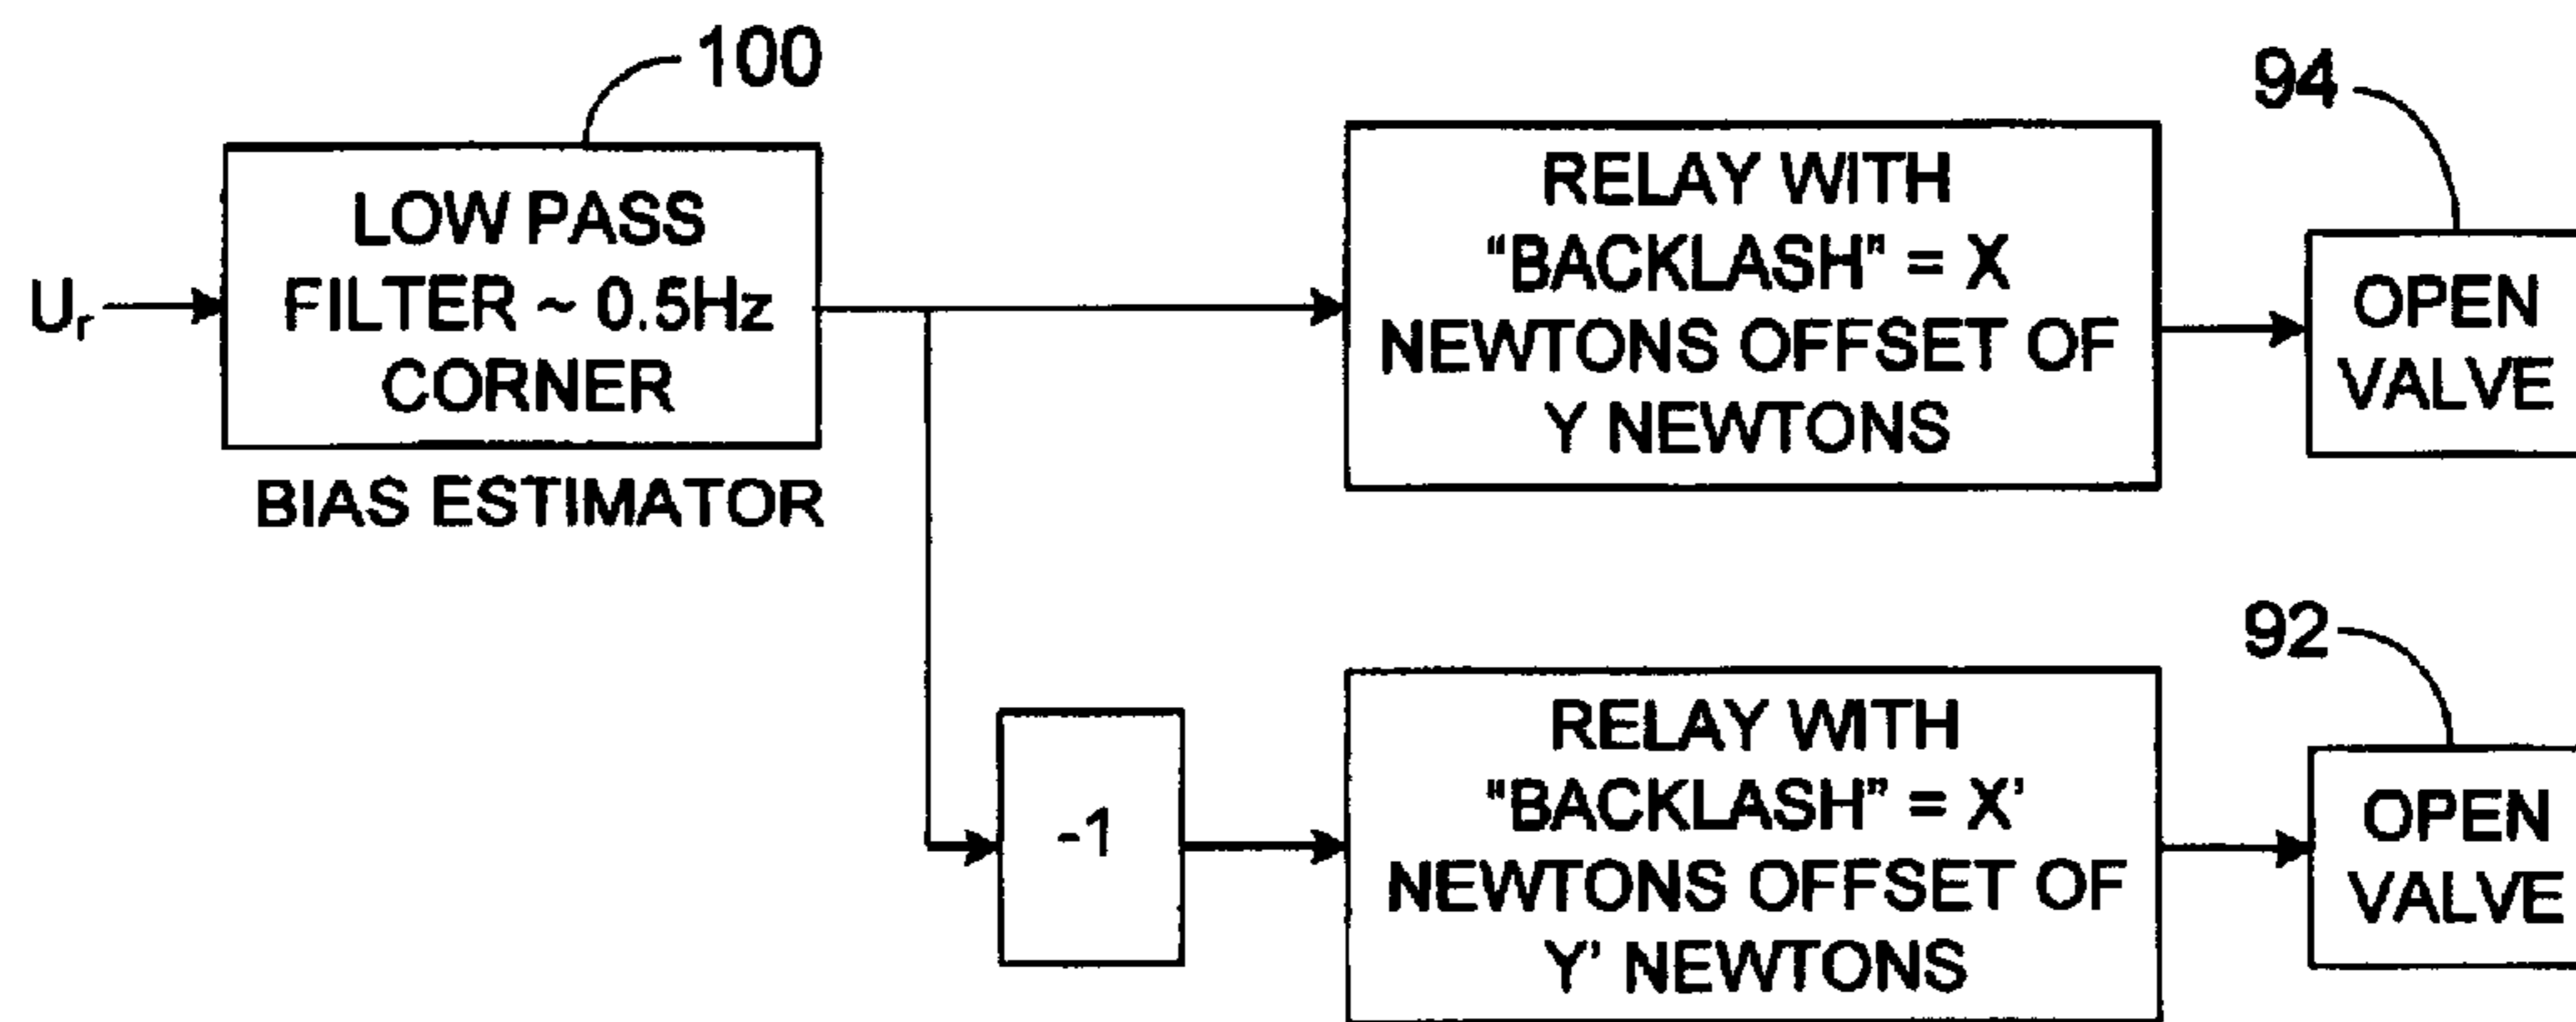 100
LOW PASS
FILTER ~ 0.5Hz
CORNER
U_r
BIAS ESTIMATOR
RELAY WITH
“BACKLASH” = X
NEWTONS OFFSET OF
Y NEWTONS
94
OPEN
VALVE
-1
RELAY WITH
“BACKLASH” = X’
NEWTONS OFFSET OF
Y’ NEWTONS
92
OPEN
VALVE